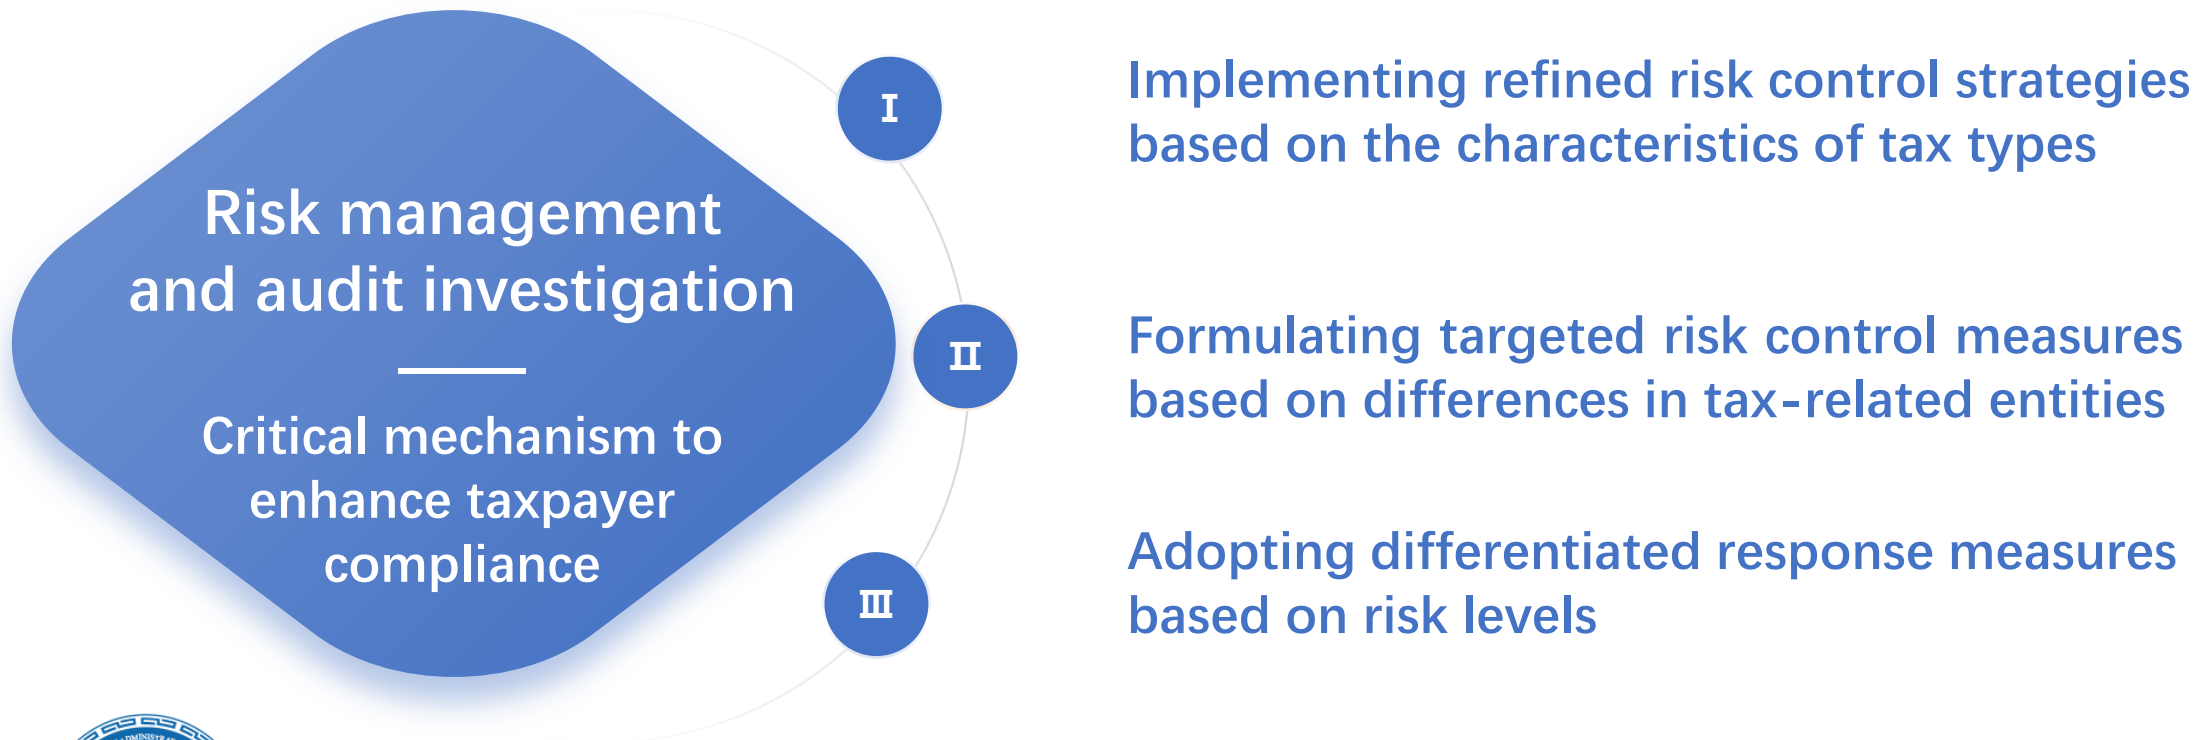 Risk management
and audit investigation
Critical mechanism to
enhance taxpayer
compliance
I
Implementing refined risk control strategies
based on the characteristics of tax types
II
Formulating targeted risk control measures
based on differences in tax-related entities
III
Adopting differentiated response measures
based on risk levels